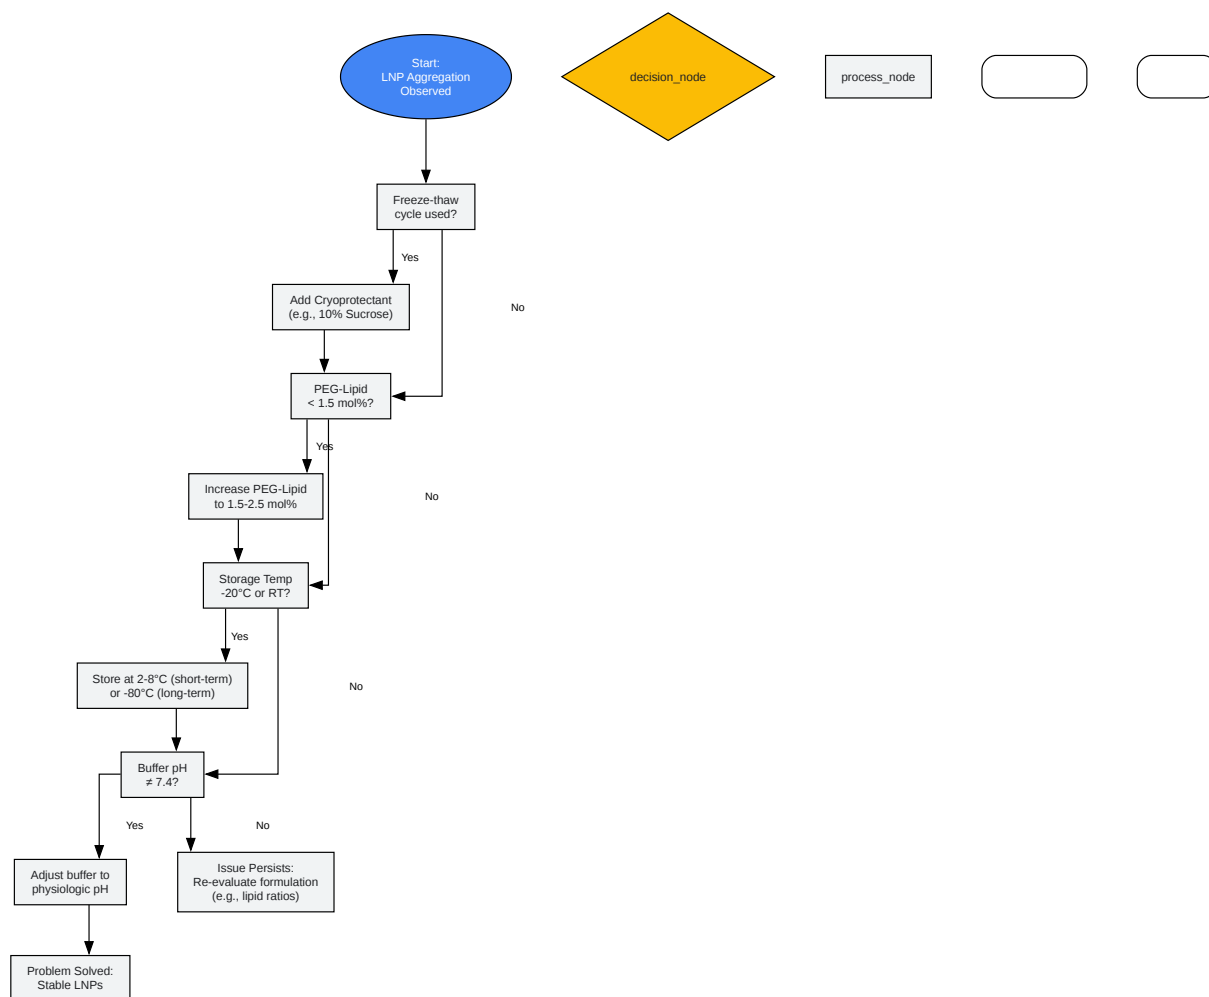 Start:
LNP Aggregation
Observed
decision_node
process_node
Freeze-thaw
cycle used?
Yes
No
Add Cryoprotectant
(e.g., 10% Sucrose)
PEG-Lipid
< 1.5 mol%?
Yes
No
Increase PEG-Lipid
to 1.5-2.5 mol%
Storage Temp
-20°C or RT?
Yes
No
Store at 2-8°C (short-term)
or -80°C (long-term)
Buffer pH
≠ 7.4?
Yes
No
Adjust buffer to
physiologic pH
Issue Persists:
Re-evaluate formulation
(e.g., lipid ratios)
Problem Solved:
Stable LNPs